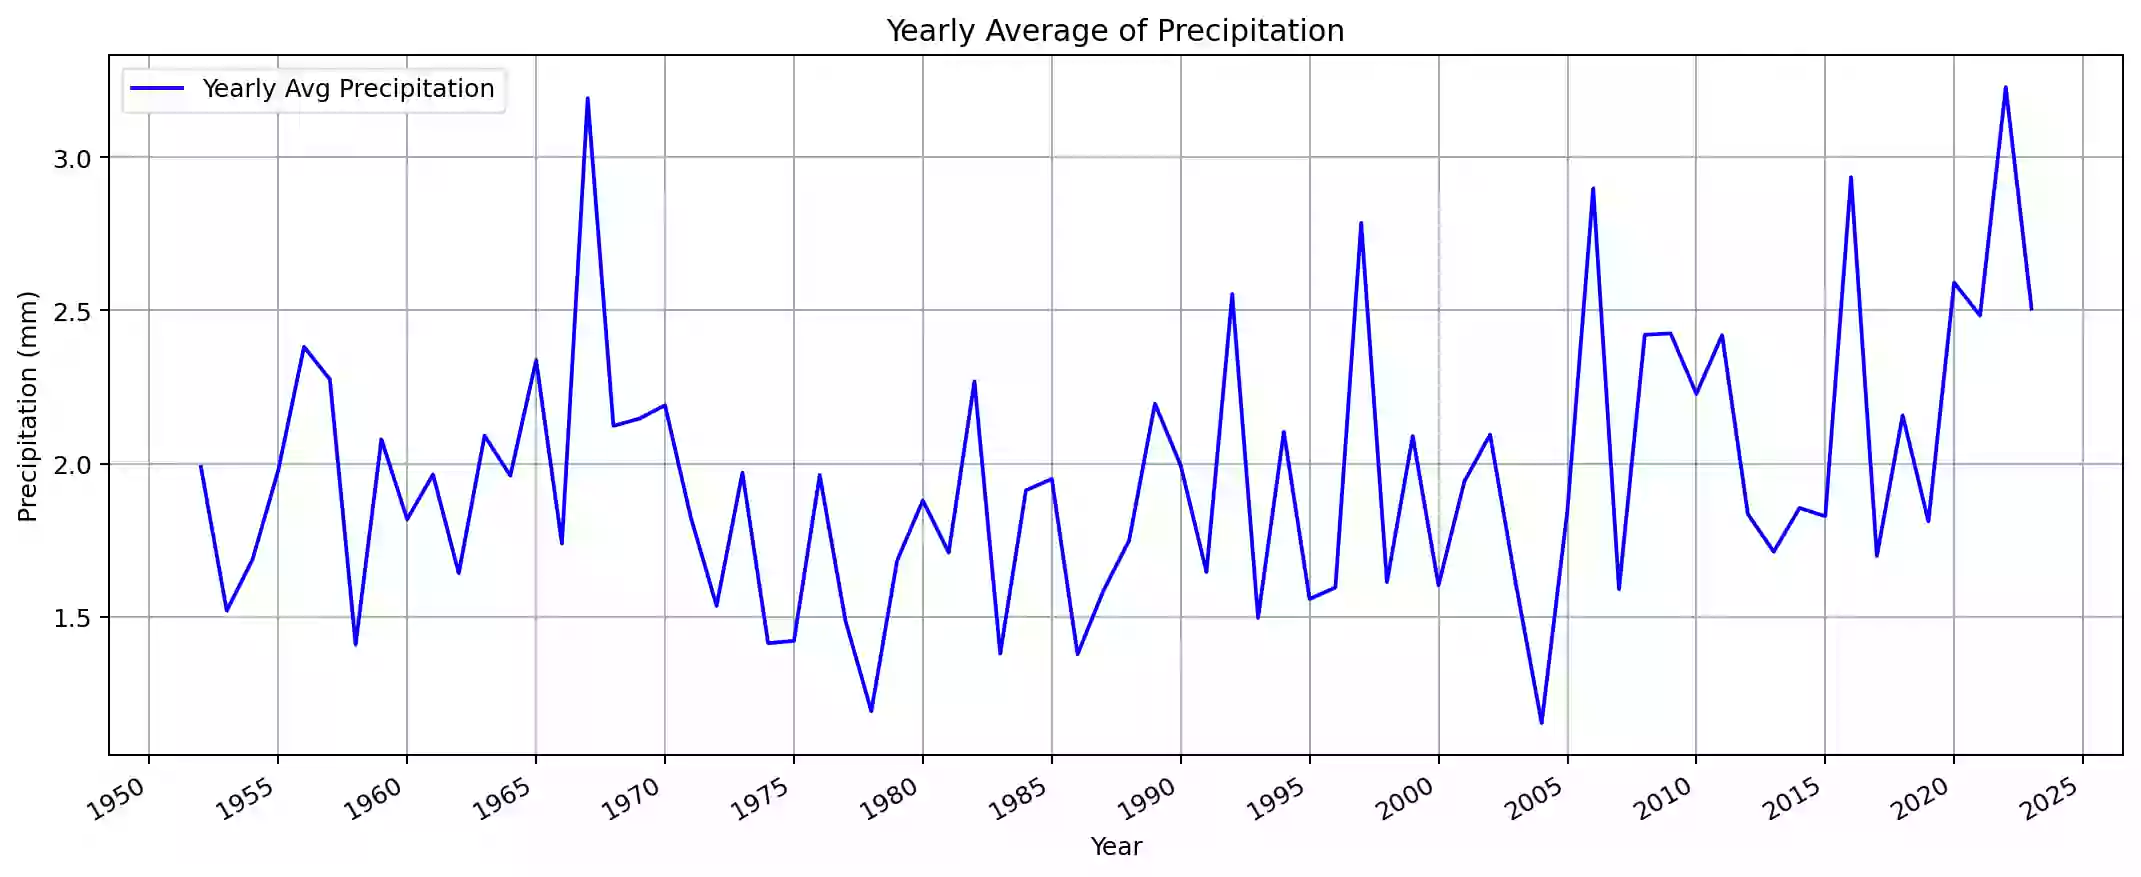 Yearly Average of Precipitation
Yearly Avg Precipitation
Precipitation (mm)
3.0
2.5
2.0
1.5
1950 1955 1960 1965 1970 1975 1980 1985 1990 1995 2000 2005 2010 2015 2020 2025
Year